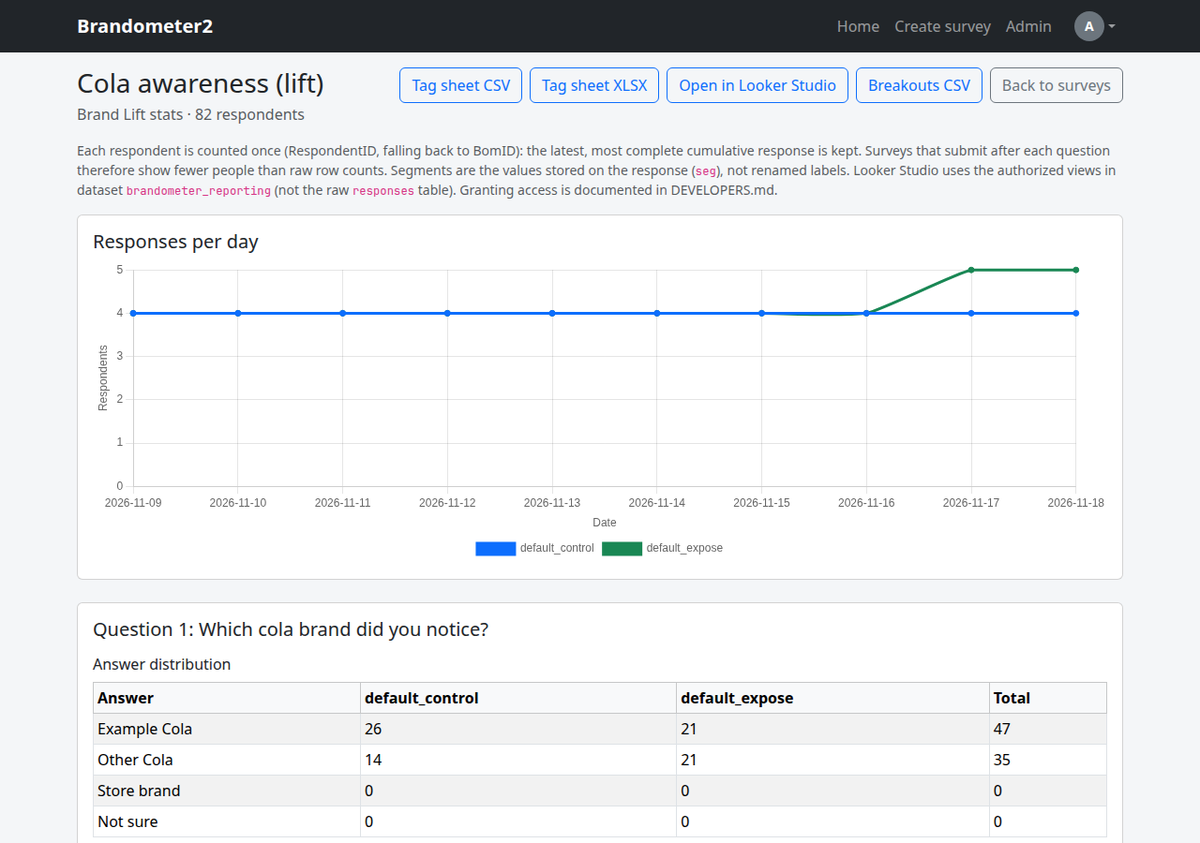 Brandometer2
Home Create survey Admin A
Cola awareness (lift)
Tag sheet CSV Tag sheet XLSX Open in Looker Studio Breakouts CSV Back to surveys
Brand Lift stats · 82 respondents
Each respondent is counted once (RespondentID, falling back to BomID): the latest, most complete cumulative response is kept. Surveys that submit after each question
therefore show fewer people than raw row counts. Segments are the values stored on the response (seg), not renamed labels. Looker Studio uses the authorized views in
dataset brandometer_reporting (not the raw responses table). Granting access is documented in DEVELOPERS.md.
Responses per day
5
4
3
2
1
0
Respondents
2026-11-09 2026-11-10 2026-11-11 2026-11-12 2026-11-13 2026-11-14 2026-11-15 2026-11-16 2026-11-17 2026-11-18
Date
default_control default_expose
Question 1: Which cola brand did you notice?
Answer distribution
Answer default_control default_expose Total
Example Cola 26 21 47
Other Cola 14 21 35
Store brand 0 0 0
Not sure 0 0 0